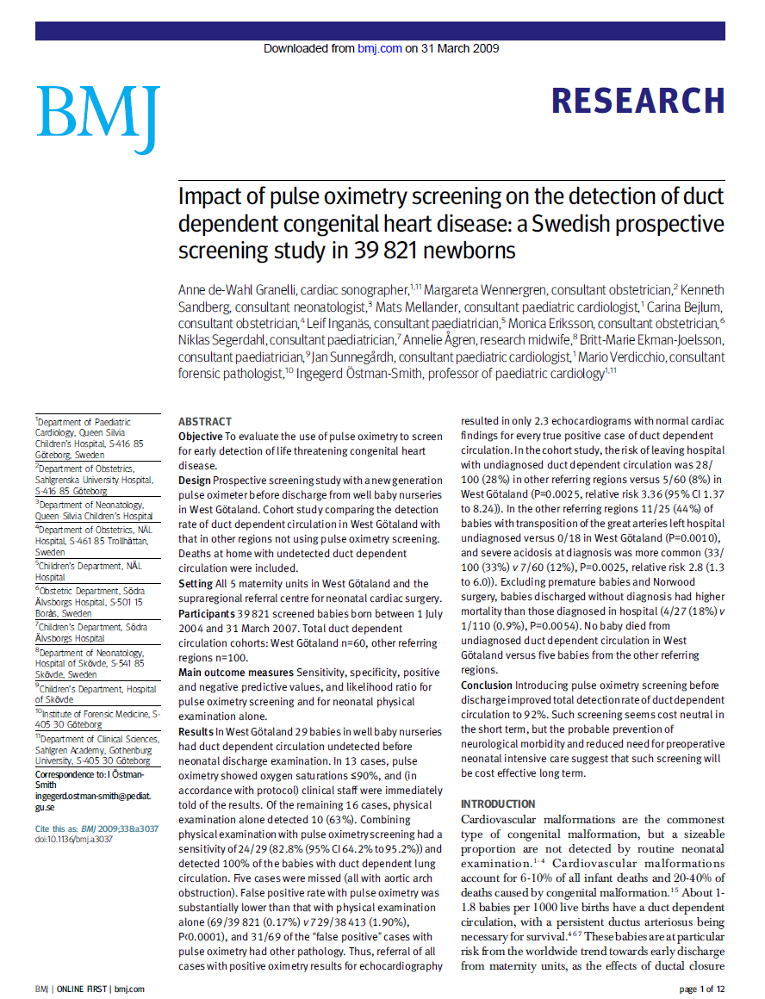 Downloaded from bmj.com on 31 March 2009
BMJ
RESEARCH
Impact of pulse oximetry screening on the detection of duct
dependent congenital heart disease: a Swedish prospective
screening study in 39 821 newborns
Anne de-Wahl Granelli, cardiac sonographer,1,11 Margareta Wennergren, consultant obstetrician,2 Kenneth
Sandberg, consultant neonatologist,3 Mats Mellander, consultant paediatric cardiologist,1 Carina Bejlum,
consultant obstetrician,4 Leif Inganäs, consultant paediatrician,5 Monica Eriksson, consultant obstetrician,6
Niklas Segerdahl, consultant paediatrician,7 Annelie Ågren, research midwife,8 Britt-Marie Ekman-Joelsson,
consultant paediatrician,9 Jan Sunnegårdh, consultant paediatric cardiologist,1 Mario Verdicchio, consultant
forensic pathologist,10 Ingegerd Östman-Smith, professor of paediatric cardiology1,11
1Department of Paediatric
Cardiology, Queen Silvia
Children's Hospital, S-416 85
Göteborg, Sweden
2Department of Obstetrics,
Sahlgrenska University Hospital,
S-416 85 Göteborg
3Department of Neonatology,
Queen Silvia Children's Hospital
4Department of Obstetrics, NÄL
Hospital, S-461 85 Trollhättan,
Sweden
5Children's Department, NÄL
Hospital
6Obstetric Department, Södra
Älvsborgs Hospital, S-501 15
Borås, Sweden
7Children's Department, Södra
Älvsborgs Hospital
8Department of Neonatology,
Hospital of Skövde, S-541 85
Skövde, Sweden
9Children's Department, Hospital
of Skövde
10Institute of Forensic Medicine, S-
405 30 Göteborg
11Department of Clinical Sciences,
Sahlgren Academy, Gothenburg
University, S-405 30 Göteborg
Correspondence to: I Östman-
Smith
ingegerd.ostman-smith@pediat.
gu.se
Cite this as: BMJ 2009;338:a3037
doi:10.1136/bmj.a3037
ABSTRACT
Objective To evaluate the use of pulse oximetry to screen
for early detection of life threatening congenital heart
disease.
Design Prospective screening study with a new generation
pulse oximeter before discharge from well baby nurseries
in West Götaland. Cohort study comparing the detection
rate of duct dependent circulation in West Götaland with
that in other regions not using pulse oximetry screening.
Deaths at home with undetected duct dependent
circulation were included.
Setting All 5 maternity units in West Götaland and the
supraregional referral centre for neonatal cardiac surgery.
Participants 39 821 screened babies born between 1 July
2004 and 31 March 2007. Total duct dependent
circulation cohorts: West Götaland n=60, other referring
regions n=100.
Main outcome measures Sensitivity, specificity, positive
and negative predictive values, and likelihood ratio for
pulse oximetry screening and for neonatal physical
examination alone.
Results In West Götaland 29 babies in well baby nurseries
had duct dependent circulation undetected before
neonatal discharge examination. In 13 cases, pulse
oximetry showed oxygen saturations ≤90%, and (in
accordance with protocol) clinical staff were immediately
told of the results. Of the remaining 16 cases, physical
examination alone detected 10 (63%). Combining
physical examination with pulse oximetry screening had a
sensitivity of 24/29 (82.8% (95% CI 64.2% to 95.2%)) and
detected 100% of the babies with duct dependent lung
circulation. Five cases were missed (all with aortic arch
obstruction). False positive rate with pulse oximetry was
substantially lower than that with physical examination
alone (69/39 821 (0.17%) v 729/38 413 (1.90%),
P<0.0001), and 31/69 of the "false positive" cases with
pulse oximetry had other pathology. Thus, referral of all
cases with positive oximetry results for echocardiography
resulted in only 2.3 echocardiograms with normal cardiac
findings for every true positive case of duct dependent
circulation. In the cohort study, the risk of leaving hospital
with undiagnosed duct dependent circulation was 28/
100 (28%) in other referring regions versus 5/60 (8%) in
West Götaland (P=0.0025, relative risk 3.36 (95% CI 1.37
to 8.24)). In the other referring regions 11/25 (44%) of
babies with transposition of the great arteries left hospital
undiagnosed versus 0/18 in West Götaland (P=0.0010),
and severe acidosis at diagnosis was more common (33/
100 (33%) v 7/60 (12%), P=0.0025, relative risk 2.8 (1.3
to 6.0)). Excluding premature babies and Norwood
surgery, babies discharged without diagnosis had higher
mortality than those diagnosed in hospital (4/27 (18%) v
1/110 (0.9%), P=0.0054). No baby died from
undiagnosed duct dependent circulation in West
Götaland versus five babies from the other referring
regions.
Conclusion Introducing pulse oximetry screening before
discharge improved total detection rate of duct dependent
circulation to 92%. Such screening seems cost neutral in
the short term, but the probable prevention of
neurological morbidity and reduced need for preoperative
neonatal intensive care suggest that such screening will
be cost effective long term.
INTRODUCTION
Cardiovascular malformations are the commonest
type of congenital malformation, but a sizeable
proportion are not detected by routine neonatal
examination.1-4 Cardiovascular malformations
account for 6-10% of all infant deaths and 20-40% of
deaths caused by congenital malformation.1 5 About 1-
1.8 babies per 1000 live births have a duct dependent
circulation, with a persistent ductus arteriosus being
necessary for survival.4 6 7 These babies are at particular
risk from the worldwide trend towards early discharge
from maternity units, as the effects of ductal closure
BMJ | ONLINE FIRST | bmj.com
page 1 of 12